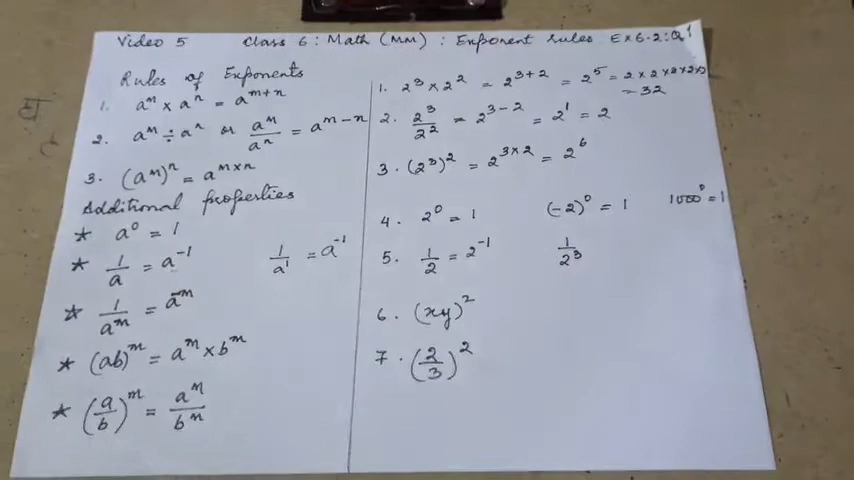 Video 5 Class 6 : Math (MM) : Exponent rules Ex 6.2 : Q1
Rules of Exponents
1. a^m × a^n = a^(m+n)
2. a^m ÷ a^n or a^m/a^n = a^(m-n)
3. (a^m)^n = a^(m×n)
Additional properties
* a^0 = 1
* 1/a = a^-1 1/a^1 = a^-1
* 1/a^m = a^-m
* (ab)^m = a^m × b^m
* (a/b)^m = a^m/b^m
1. 2^3 × 2^2 = 2^(3+2) = 2^5 = 2×2×2×2×2
= 32
2. 2^3/2^2 = 2^(3-2) = 2^1 = 2
3. (2^3)^2 = 2^(3×2) = 2^6
4. 2^0 = 1 (-2)^0 = 1 1000^0 = 1
5. 1/2 = 2^-1 1/2^3
6. (xy)^2
7. (2/3)^2